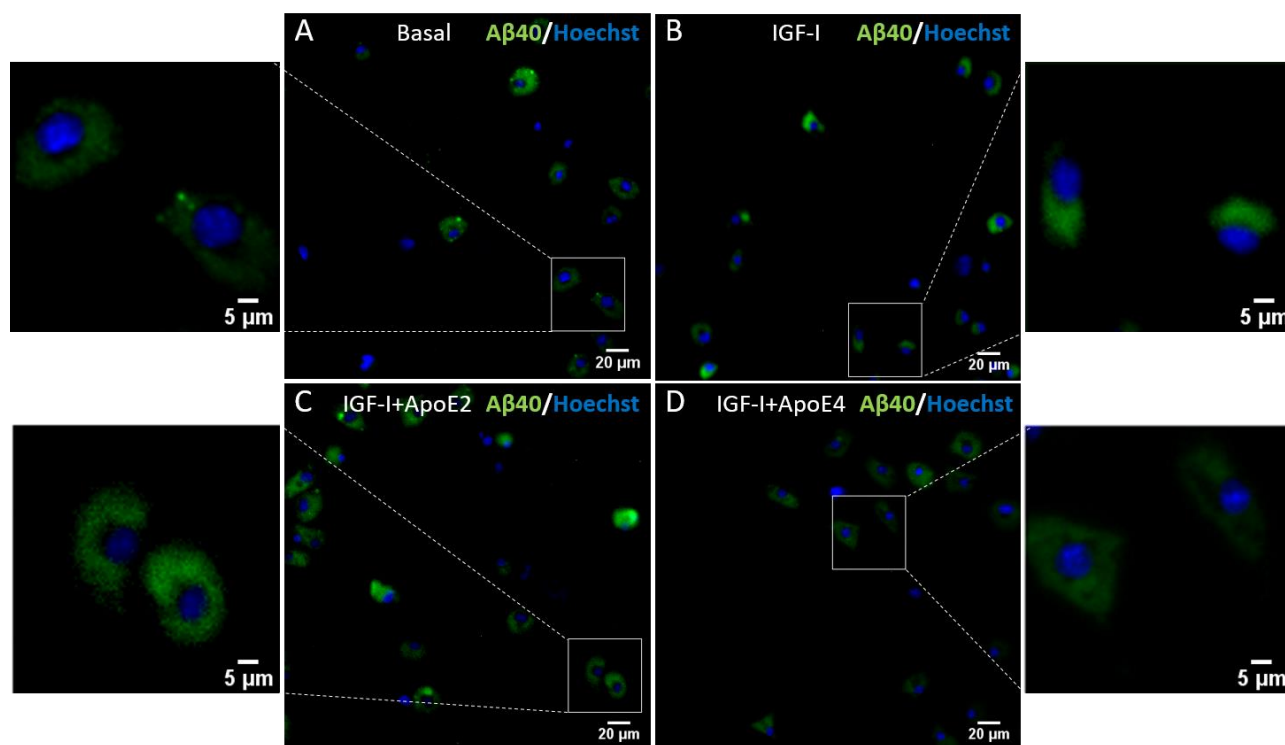 A Basal Aβ40/Hoechst
B IGF-I Aβ40/Hoechst
5 µm
20 µm
20 µm
5 µm
C IGF-I+ApoE2 Aβ40/Hoechst
D IGF-I+ApoE4 Aβ40/Hoechst
5 µm
20 µm
20 µm
5 µm